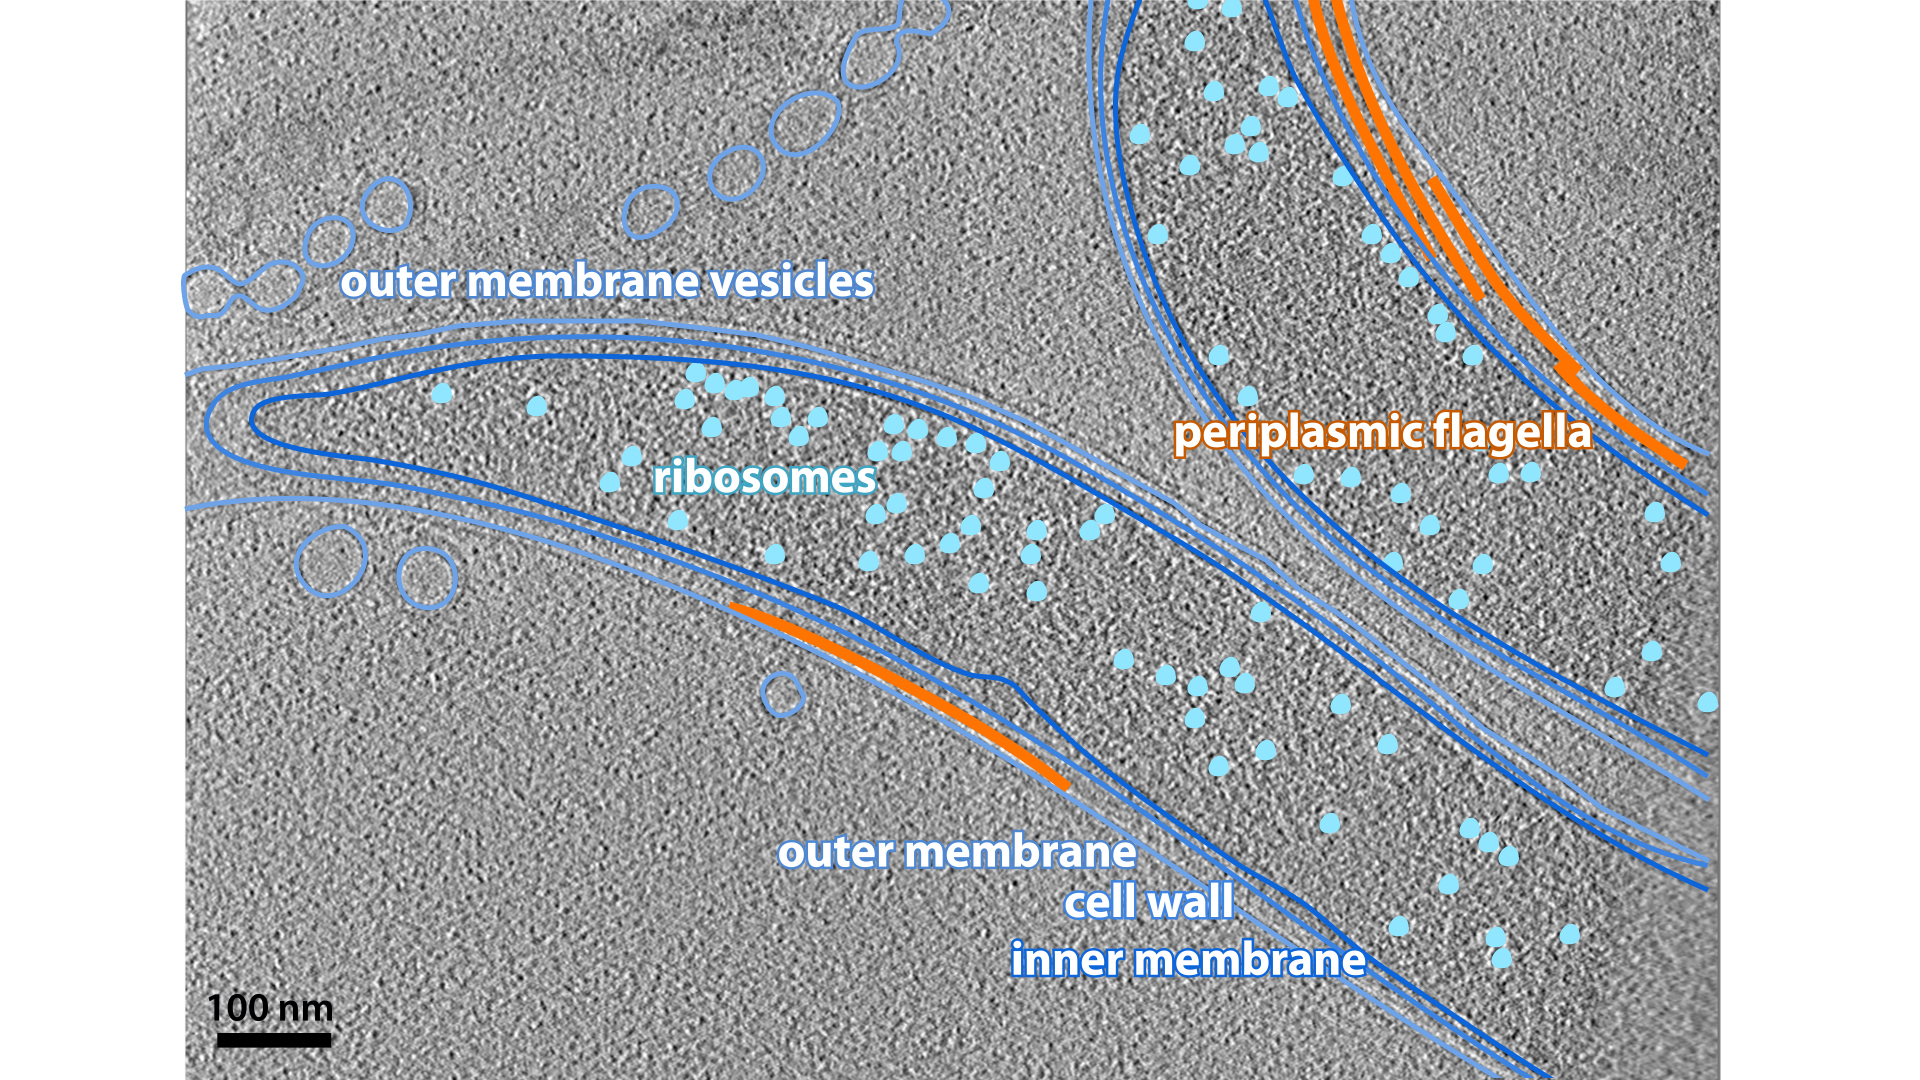 outer membrane vesicles
periplasmic flagella
ribosomes
outer membrane
cell wall
inner membrane
100 nm